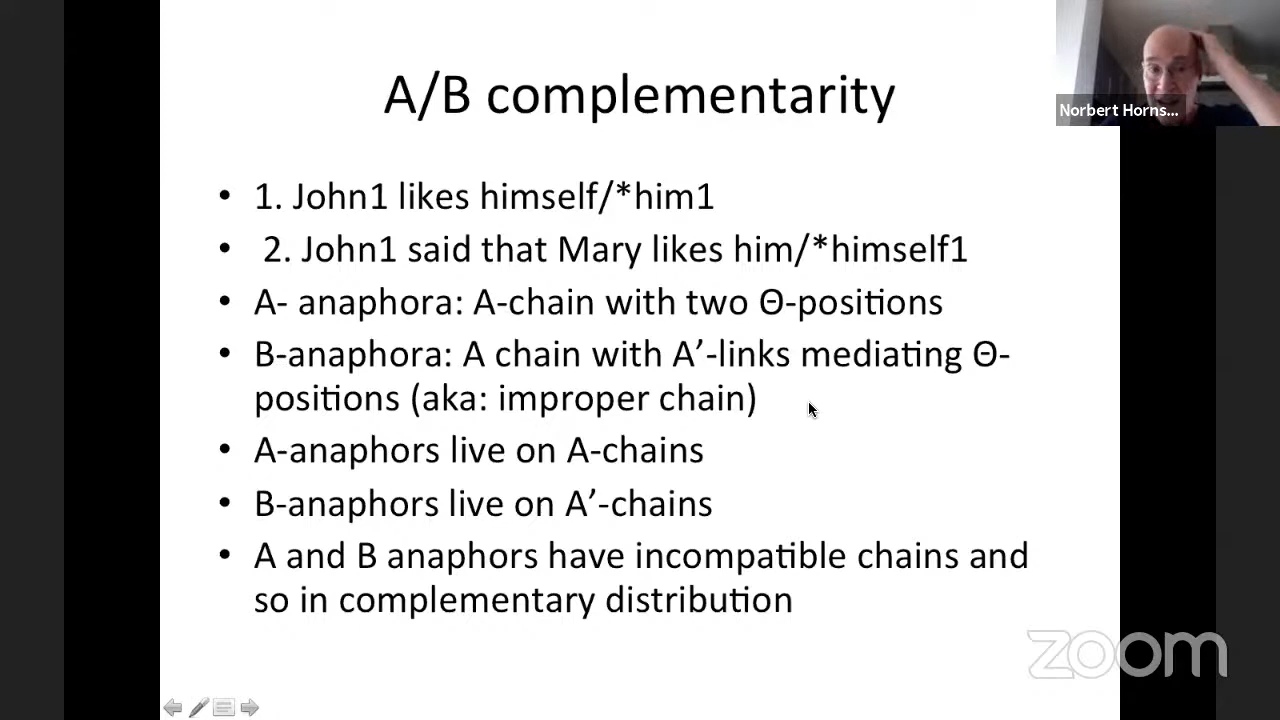 A/B complementarity
Norbert Horns...
• 1. John1 likes himself/*him1
• 2. John1 said that Mary likes him/*himself1
• A- anaphora: A-chain with two Θ-positions
• B-anaphora: A chain with A’-links mediating Θ-
positions (aka: improper chain)
• A-anaphors live on A-chains
• B-anaphors live on A’-chains
• A and B anaphors have incompatible chains and
so in complementary distribution
zoom